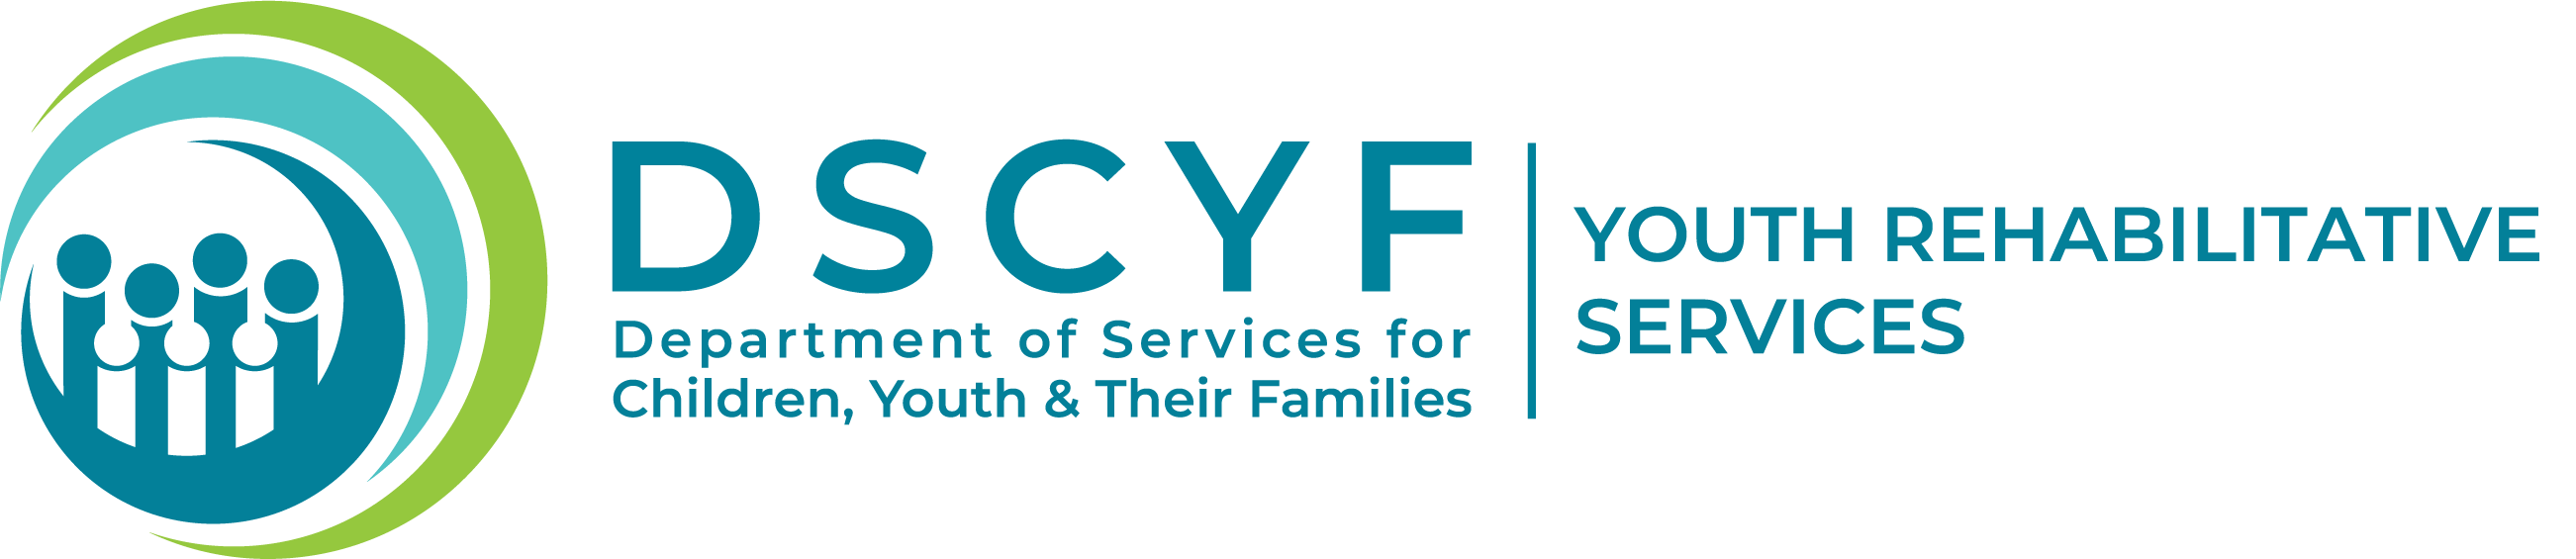 DSCYF
Department of Services for
Children, Youth & Their Families
YOUTH REHABILITATIVE
SERVICES